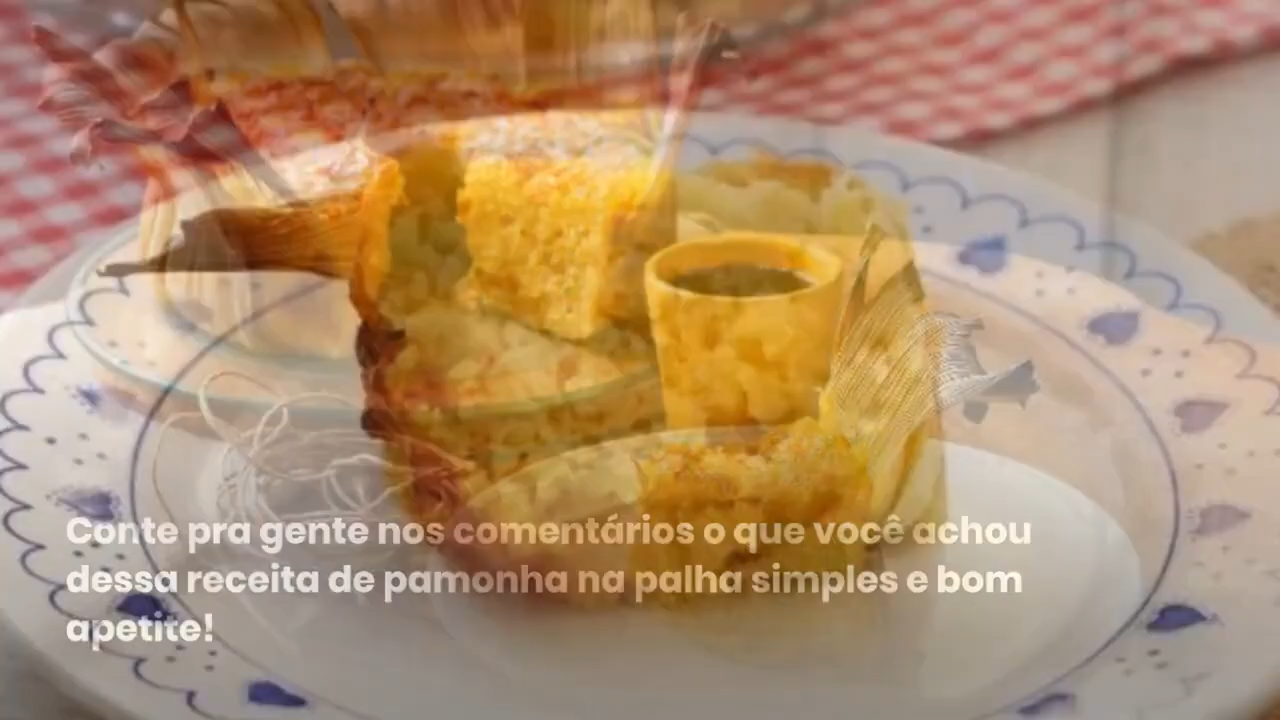 Conte pra gente nos comentários o que você achou
dessa receita de pamonha na palha simples e bom
apetite!